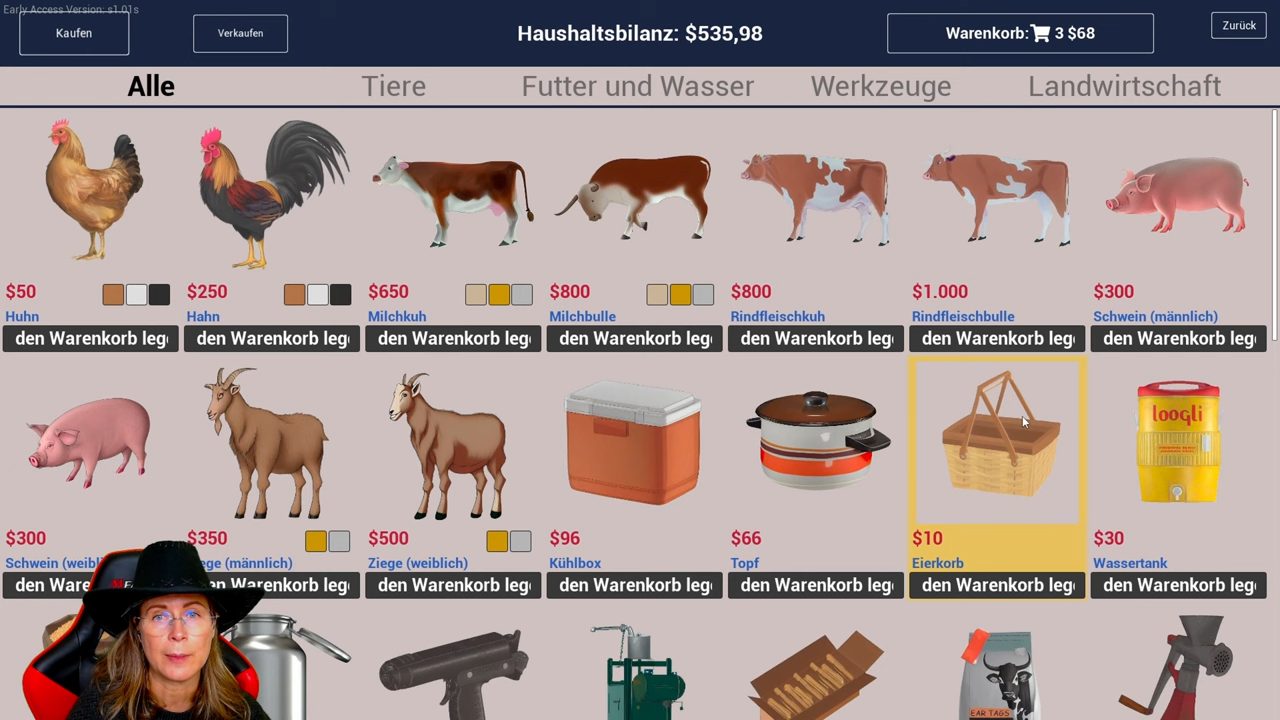 Early Access Version: s1.01s
Kaufen
Verkaufen
Haushaltsbilanz: $535,98
Warenkorb: 3 $68
Zurück
Alle
Tiere
Futter und Wasser
Werkzeuge
Landwirtschaft
$50
$250
$650
$800
$800
$1.000
$300
Huhn
Hahn
Milchkuh
Milchbulle
Rindfleischkuh
Rindfleischbulle
Schwein (männlich)
den Warenkorb leg
den Warenkorb leg
den Warenkorb leg
den Warenkorb leg
den Warenkorb leg
den Warenkorb leg
den Warenkorb leg
looqli
$300
$350
$500
$96
$66
$10
$30
Schwein (weibl
ege (männlich)
Ziege (weiblich)
Kühlbox
Topf
Eierkorb
Wassertank
den Ware
den Warenkorb leg
den Warenkorb leg
den Warenkorb leg
den Warenkorb leg
den Warenkorb leg
den Warenkorb leg
EAR TAGS